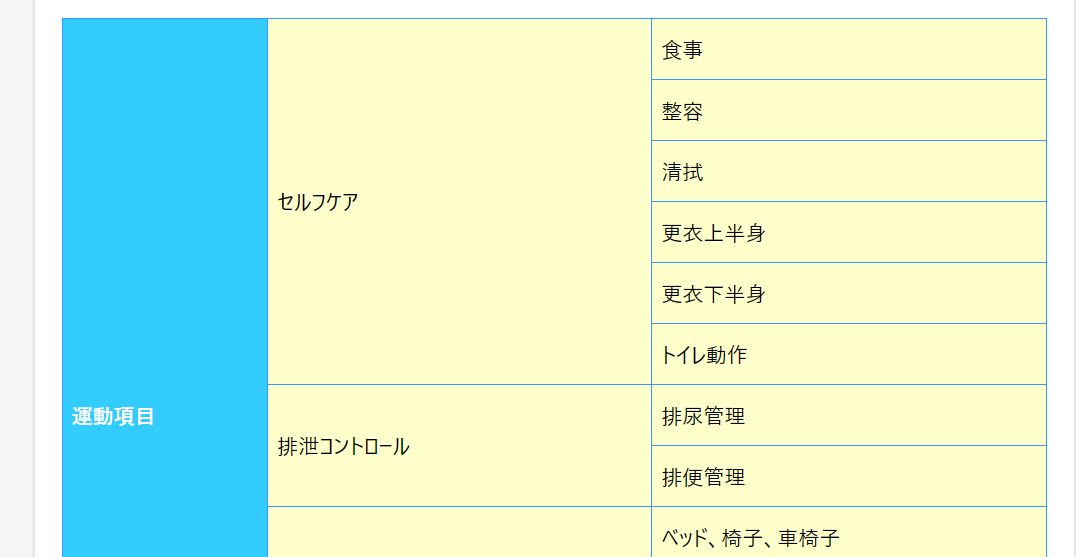 運動項目
セルフケア
食事
整容
清拭
更衣上半身
更衣下半身
トイレ動作
排泄コントロール
排尿管理
排便管理
ベッド、椅子、車椅子